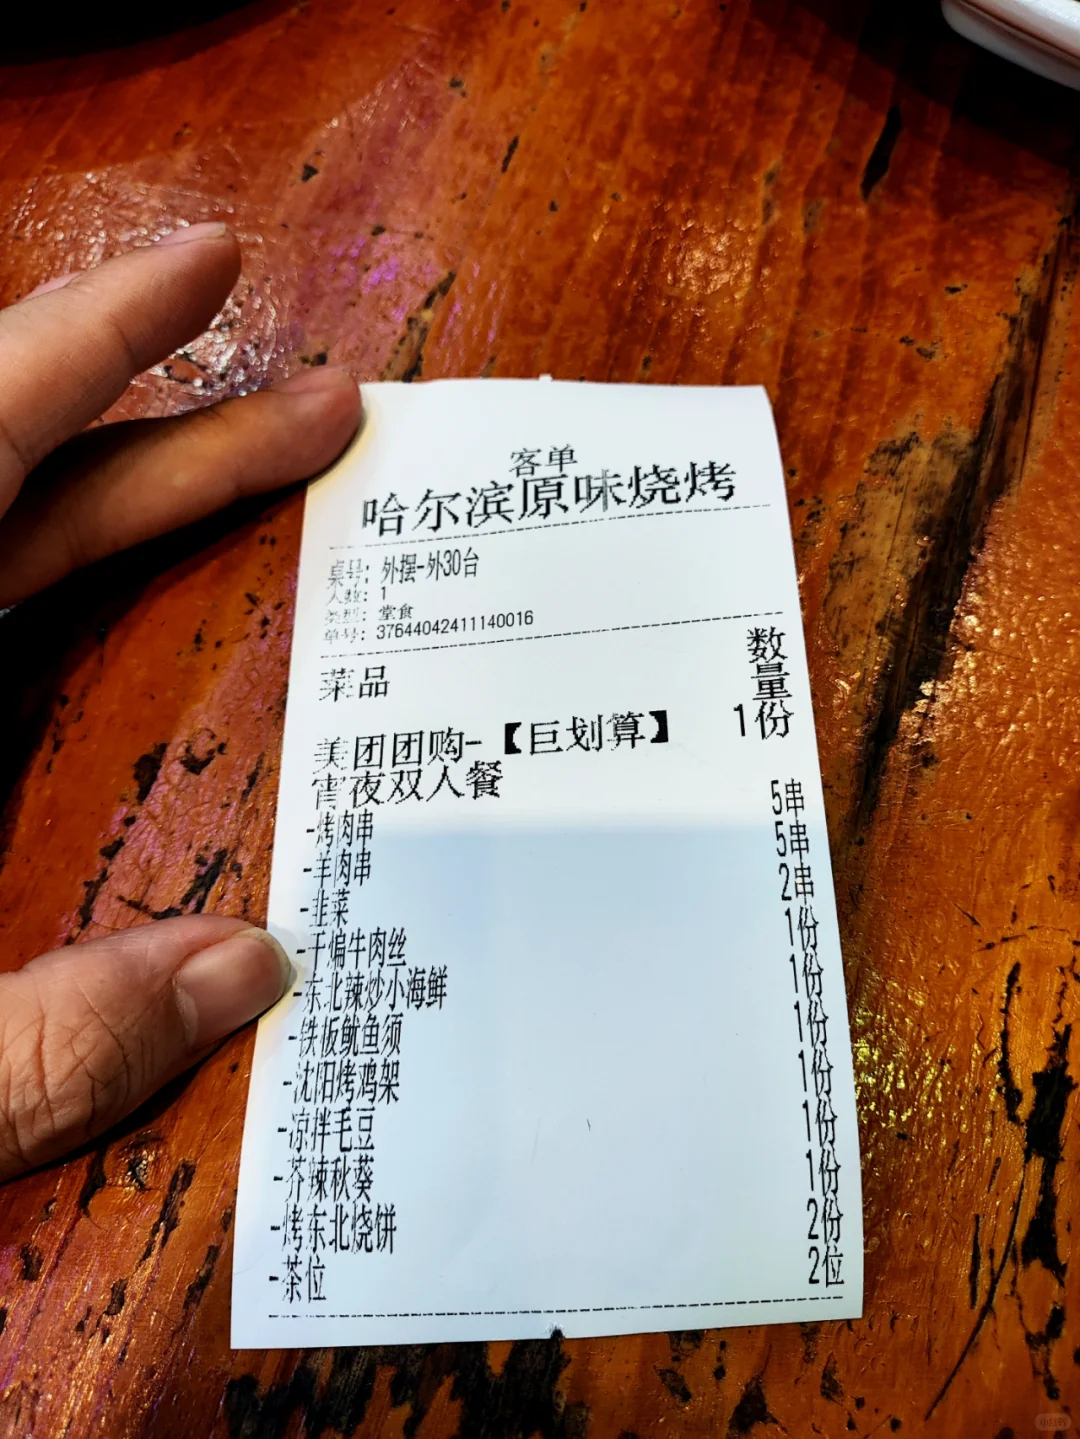 客单
哈尔滨原味烧烤
桌号: 外摆-外30台
人数: 1
类型: 堂食
单号: 37644042411140016
菜品 数量
美团团购-【巨划算】 1份
宵夜双人餐
-烤肉串 5串
-羊肉串 5串
-韭菜 2串
-干煸牛肉丝 1份
-东北辣炒小海鲜 1份
-铁板鱿鱼须 1份
-沈阳烤鸡架 1份
-凉拌毛豆 1份
-芥辣秋葵 1份
-烤东北烧饼 2份
-茶位 2位